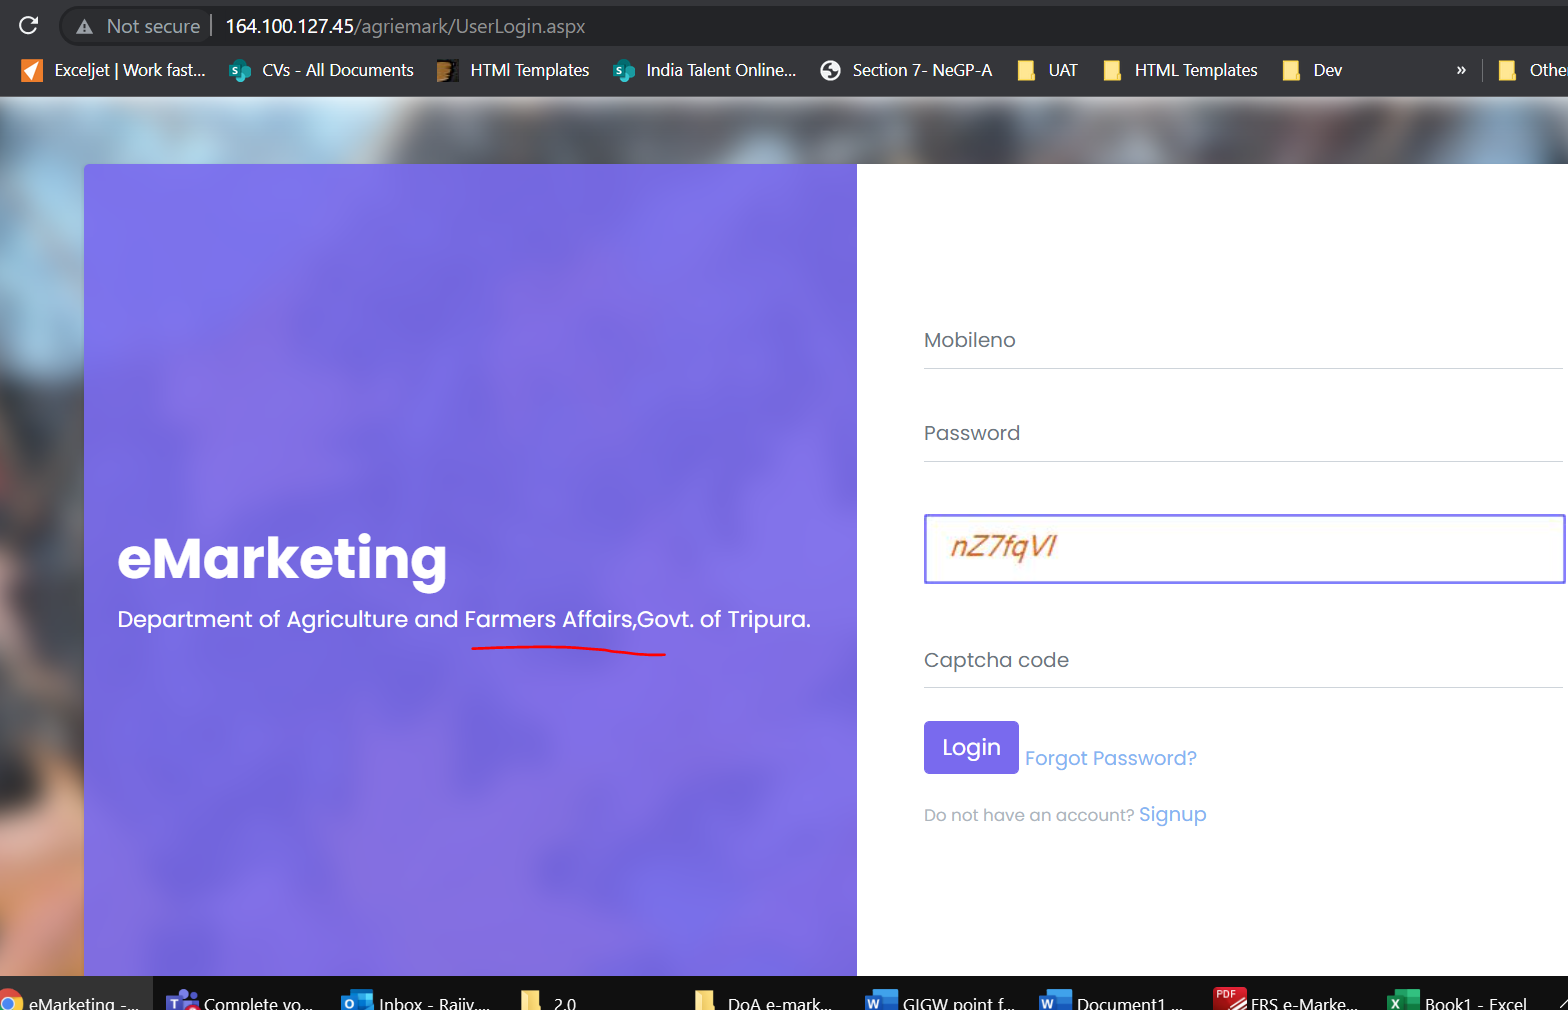 Not secure | 164.100.127.45/agriemark/UserLogin.aspx
Exceljet | Work fast... CVs - All Documents HTMl Templates India Talent Online... Section 7- NeGP-A UAT HTML Templates Dev » Othe
Mobileno
Password
nZ7fqVl
eMarketing
Department of Agriculture and Farmers Affairs,Govt. of Tripura.
Captcha code
Login Forgot Password?
Do not have an account? Signup
eMarketing -... Complete yo... Inbox - Rajiv.... 2.0 DoA e-mark... GIGW point f... Document1 ... FRS e-Marke... Book1 - Excel